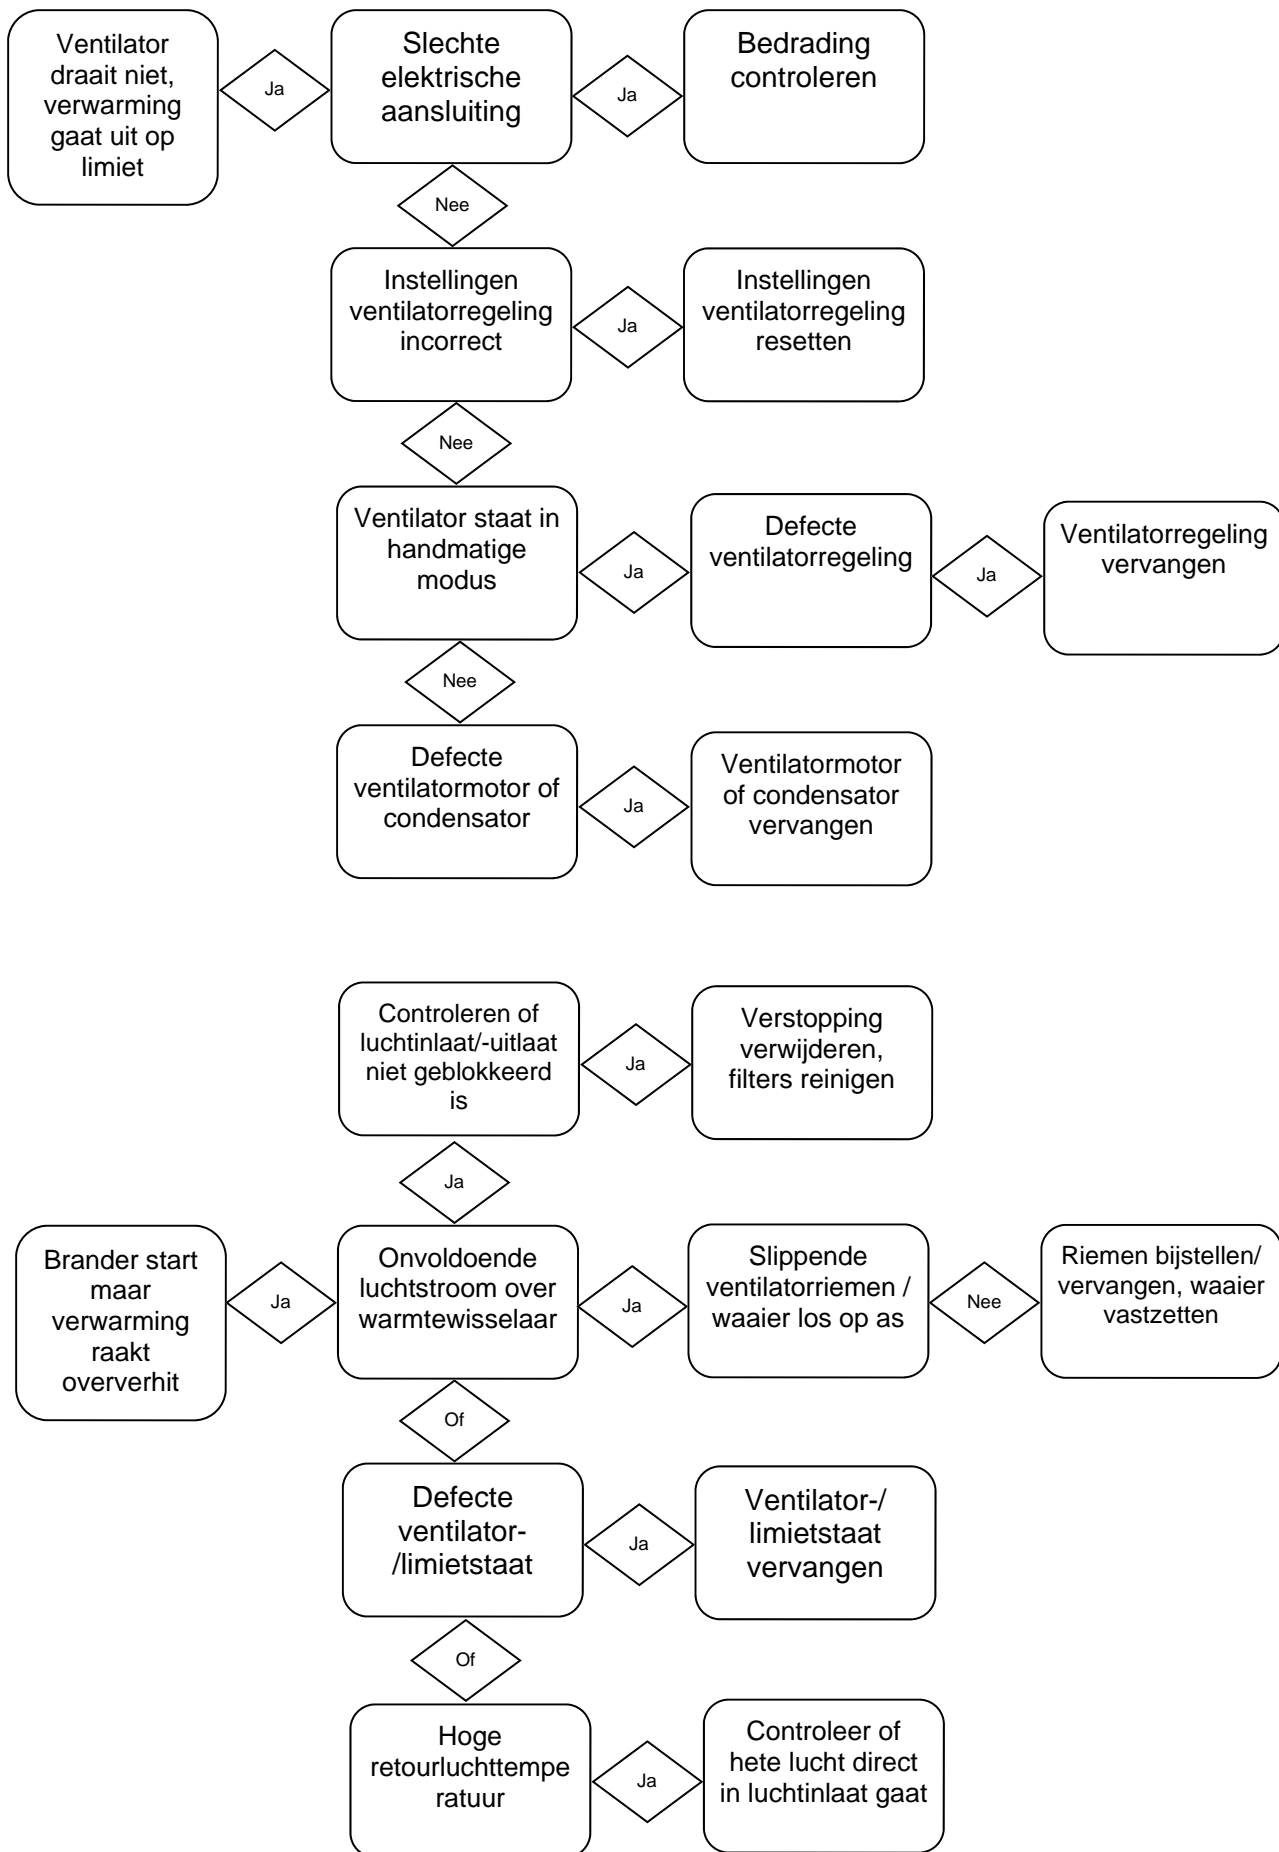 Ventilator
draait niet,
verwarming
gaat uit op
limiet
Ja
Slechte
elektrische
aansluiting
Ja
Bedrading
controleren
Nee
Instellingen
ventilatorregeling
incorrect
Ja
Instellingen
ventilatorregeling
resetten
Nee
Ventilator staat in
handmatige
modus
Ja
Defecte
ventilatorregeling
Ja
Ventilatorregeling
vervangen
Nee
Defecte
ventilatormotor of
condensator
Ja
Ventilatormotor
of condensator
vervangen
Controleren of
luchtinlaat/-uitlaat
niet geblokkeerd
is
Ja
Verstopping
verwijderen,
filters reinigen
Ja
Brander start
maar
verwarming
raakt
oververhit
Ja
Onvoldoende
luchtstroom over
warmtewisselaar
Ja
Slippende
ventilatorriemen /
waaier los op as
Nee
Riemen bijstellen/
vervangen, waaier
vastzetten
Of
Defecte
ventilator-
/limietstaat
Ja
Ventilator-/
limietstaat
vervangen
Of
Hoge
retourluchttempe
ratuur
Ja
Controleer of
hete lucht direct
in luchtinlaat gaat